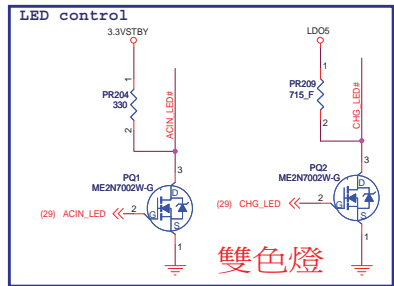 LED control
3.3VSTBY
LDO5
1
PR204
330
2
ACIN_LED#
1
PR209
715_F
2
CHG_LED#
3
PQ1
ME2N7002W-G
D
G
S
2
1
(29) ACIN_LED
3
PQ2
ME2N7002W-G
D
G
S
2
1
(29) CHG_LED
雙色燈